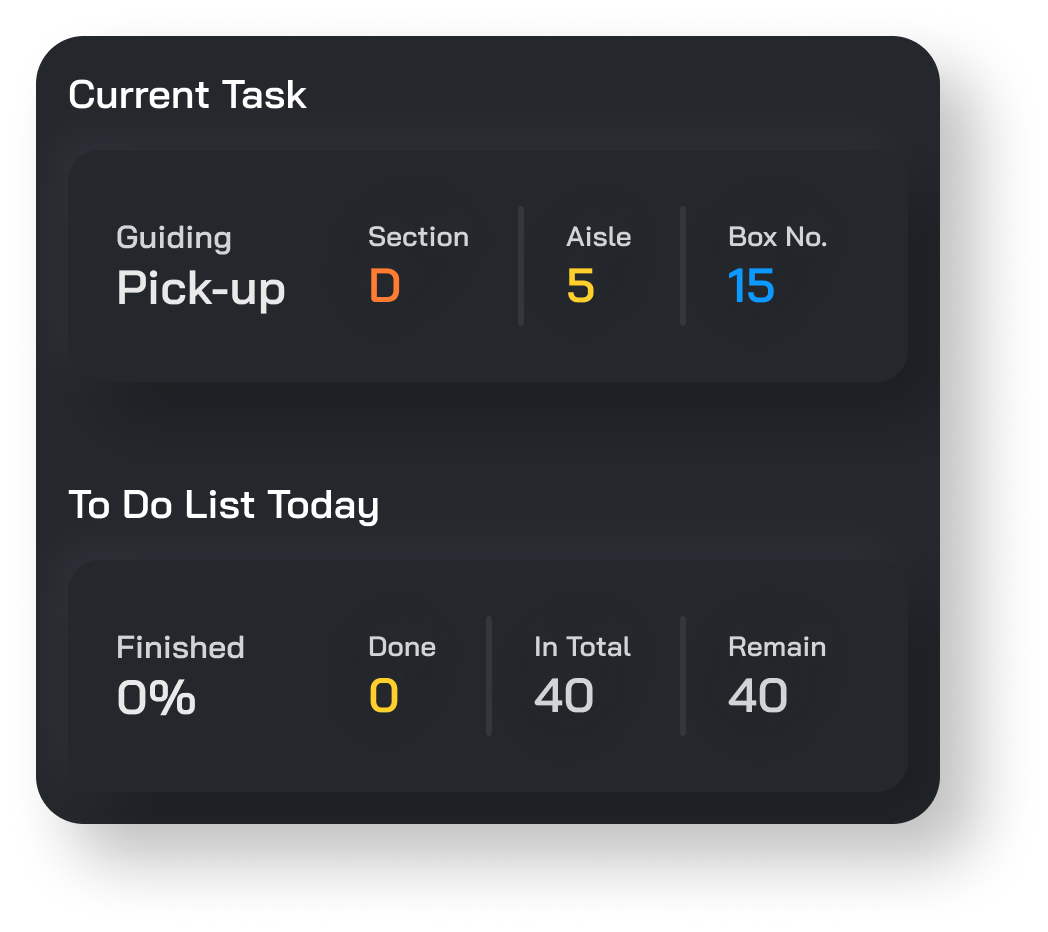 Current Task
Guiding
Pick-up
Section
D
Aisle
5
Box No.
15
To Do List Today
Finished
0%
Done
0
In Total
40
Remain
40